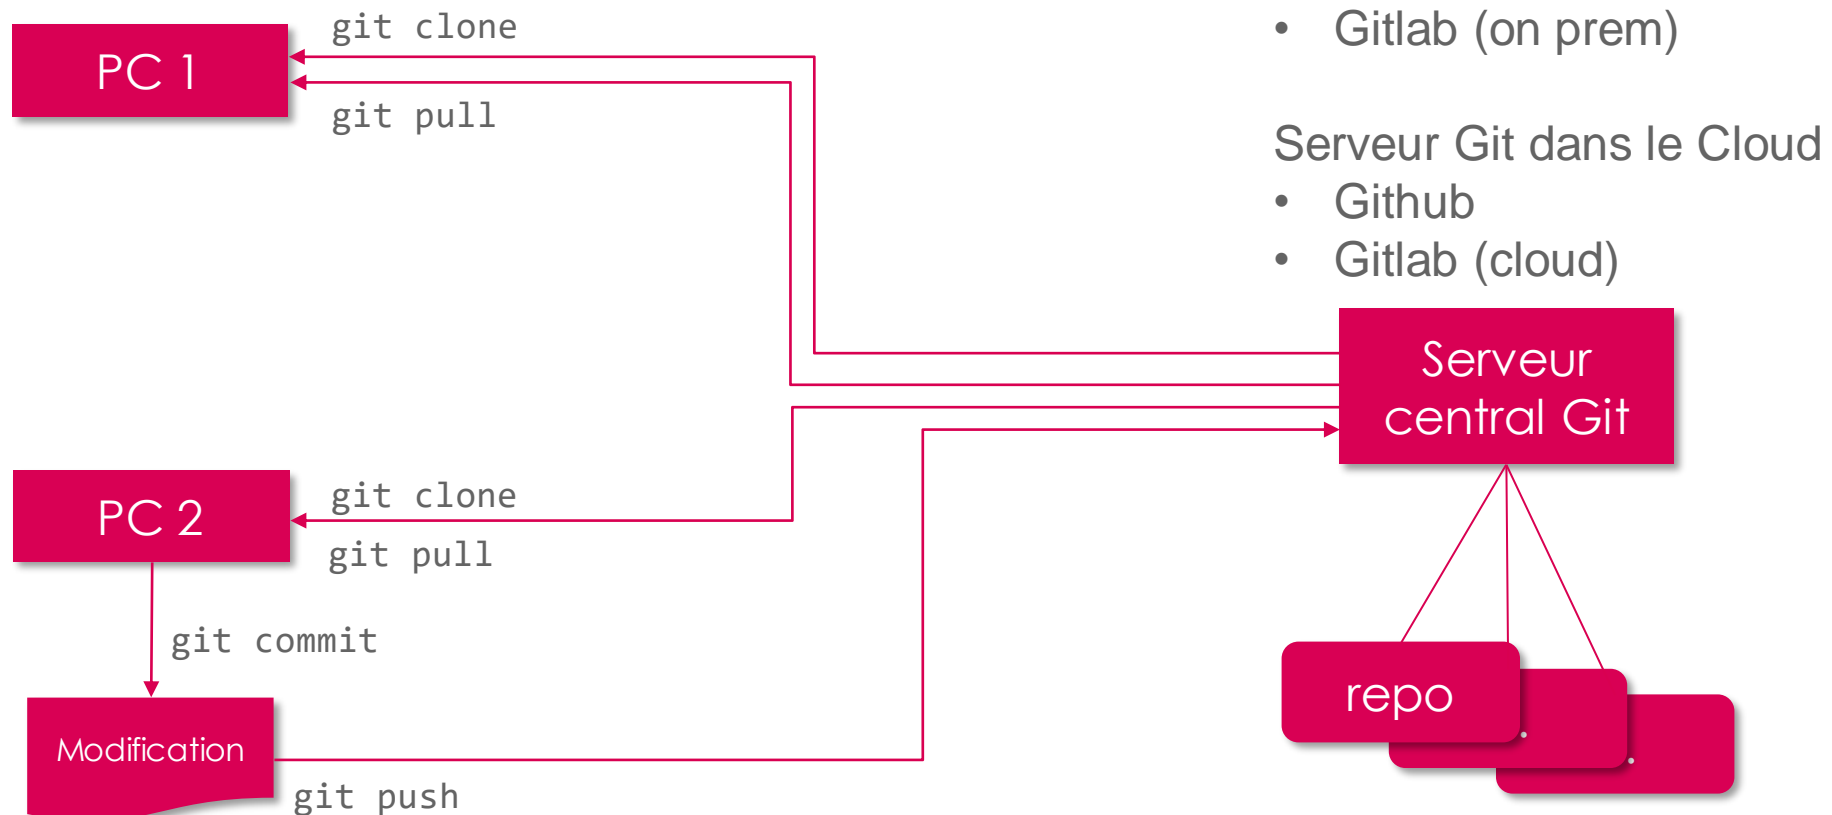 git clone
PC 1
git pull
• Gitlab (on prem)
Serveur Git dans le Cloud
• Github
• Gitlab (cloud)
Serveur
central Git
git clone
PC 2
git pull
git commit
repo
.
.
Modification
git push